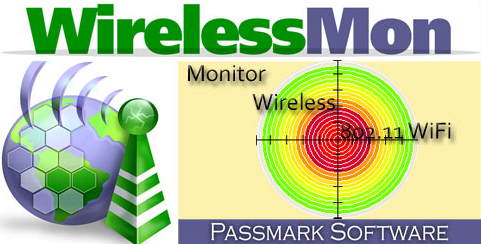 WirelessMon
Monitor
Wireless
802.11 WiFi
PASSMARK SOFTWARE